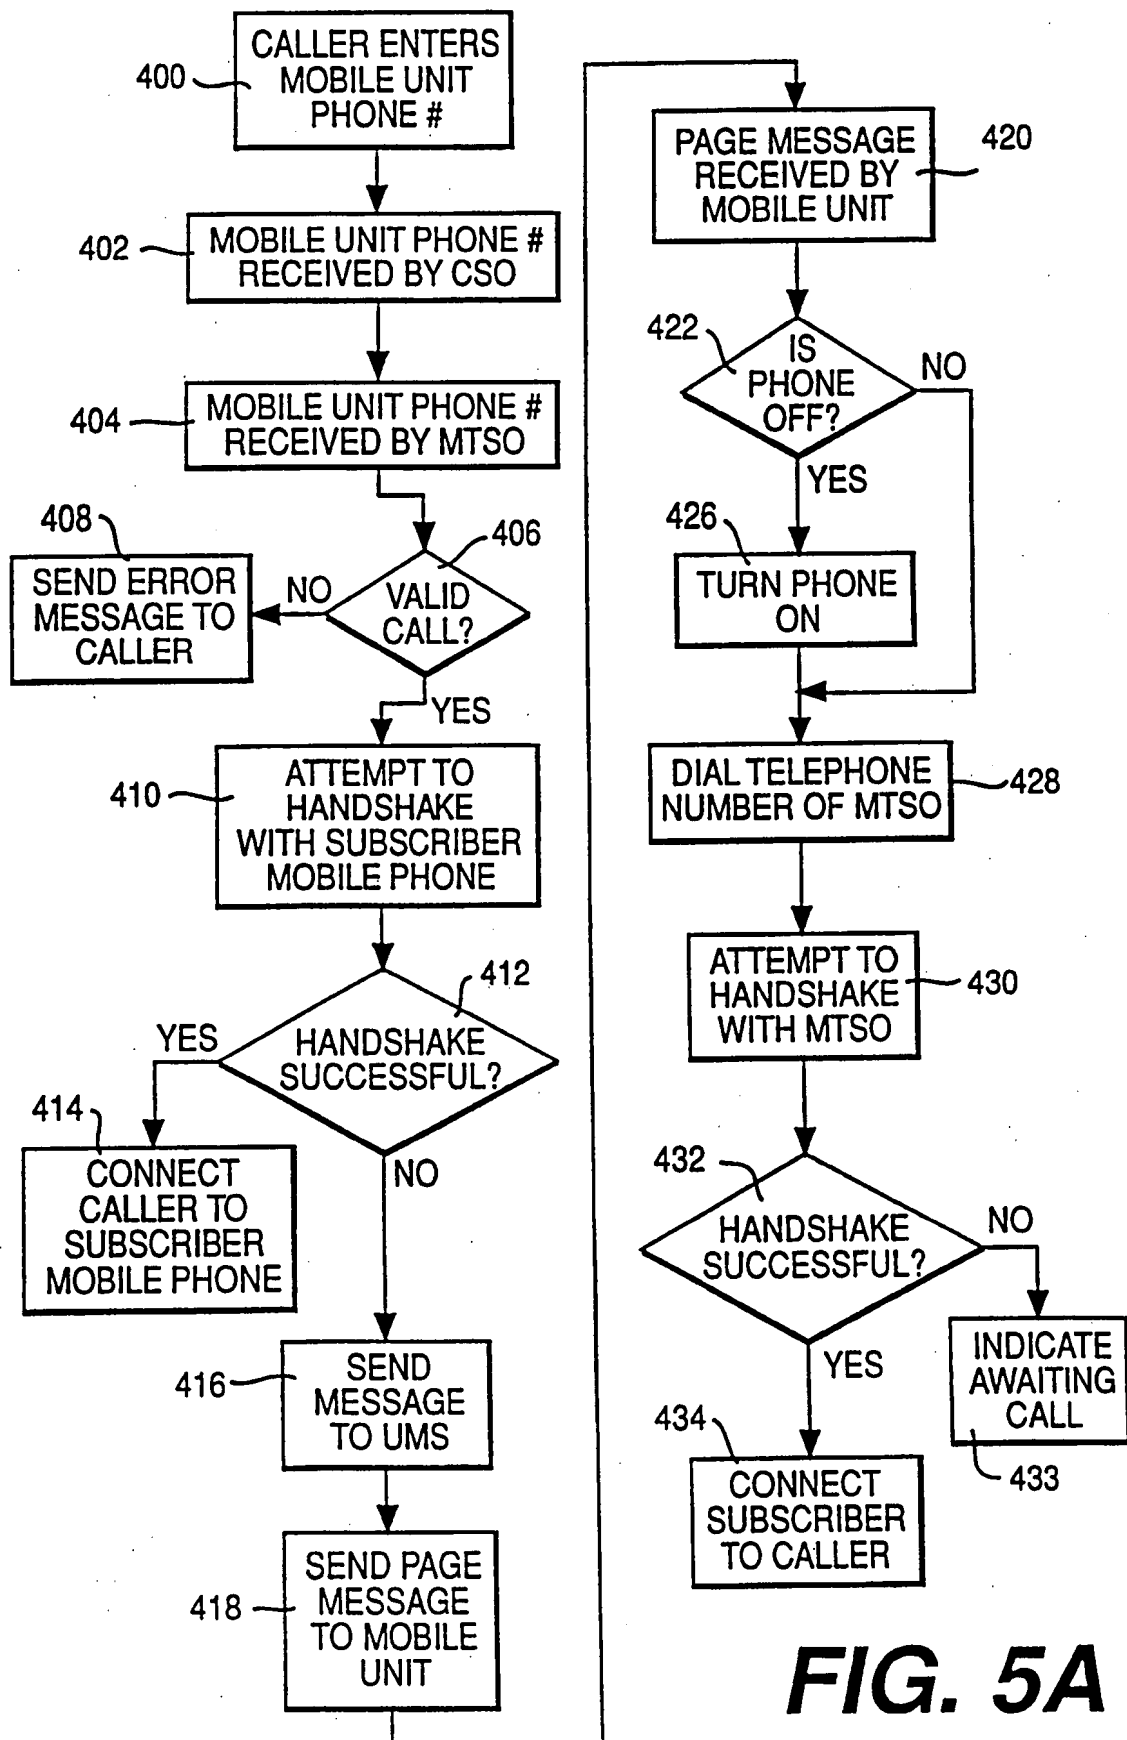 400
CALLER ENTERS
MOBILE UNIT
PHONE #
402
MOBILE UNIT PHONE #
RECEIVED BY CSO
404
MOBILE UNIT PHONE #
RECEIVED BY MTSO
406
VALID
CALL?
NO
408
SEND ERROR
MESSAGE TO
CALLER
YES
410
ATTEMPT TO
HANDSHAKE
WITH SUBSCRIBER
MOBILE PHONE
412
HANDSHAKE
SUCCESSFUL?
YES
414
CONNECT
CALLER TO
SUBSCRIBER
MOBILE PHONE
NO
416
SEND
MESSAGE
TO UMS
418
SEND PAGE
MESSAGE
TO MOBILE
UNIT
420
PAGE MESSAGE
RECEIVED BY
MOBILE UNIT
422
IS
PHONE
OFF?
NO
YES
426
TURN PHONE
ON
428
DIAL TELEPHONE
NUMBER OF MTSO
430
ATTEMPT TO
HANDSHAKE
WITH MTSO
432
HANDSHAKE
SUCCESSFUL?
NO
INDICATE
AWAITING
CALL
433
YES
434
CONNECT
SUBSCRIBER
TO CALLER
FIG. 5A